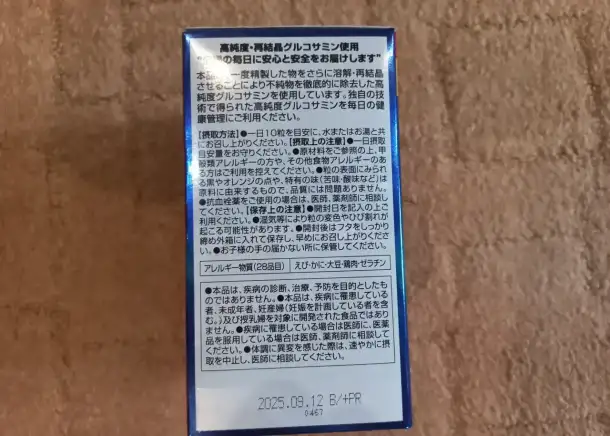 高純度・再結晶グルコサミン使用
の毎日に安心と安全をお届けします"
本品 一度精製した物をさらに溶解・再結晶
させることにより不純物を徹底的に除去した高
純度グルコサミンを使用しています。独自の技
術で得られた高純度グルコサミンを毎日の健
康管理にご利用ください。
【摂取方法】●一日10粒を目安に、水またはお湯と共
にお召し上がりください。【摂取上の注意】●一日摂取
目安量をお守りください。●原材料をご参照の上、甲
殻類アレルギーの方や、その他食物アレルギーのあ
る方はご利用を控えてください。●粒の表面にみられ
る黒やオレンジの点や、特有の味(苦味・酸味など)は
原料に由来するもので、品質には問題ありません。
●抗血栓薬をご使用の場合は、医師、薬剤師に相談し
てください。【保存上の注意】●開封日を記入の上ご
利用ください。●湿気等により粒の変色やひび割れが
起こる可能性があります。●開封後はフタをしっかり
締め外箱に入れて保存し、早めにお召し上がりくださ
い。●お子様の手の届かない所に保管してください。
アレルギー物質(28品目) えび・かに・大豆・鶏肉・ゼラチン
●本品は、疾病の診断、治療、予防を目的としたも
のではありません。●本品は、疾病に罹患している
者、未成年者、妊産婦(妊娠を計画している者を含
む。)及び授乳婦を対象に開発された食品ではあり
ません。●疾病に罹患している場合は医師に、医薬
品を服用している場合は医師、薬剤師に相談してく
ださい。●体調に異変を感じた際は、速やかに摂
取を中止し、医師に相談してください。
2025.09.12 B/+PR
0467